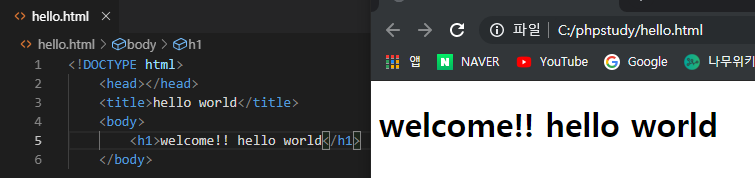 hello.html
hello.html > body > h1
1 <!DOCTYPE html>
2 <head></head>
3 <title>hello world</title>
4 <body>
5 <h1>welcome!! hello world</h1>
6 </body>
파일 C:/phpstudy/hello.html
앱 NAVER YouTube Google 나무위키
welcome!! hello world